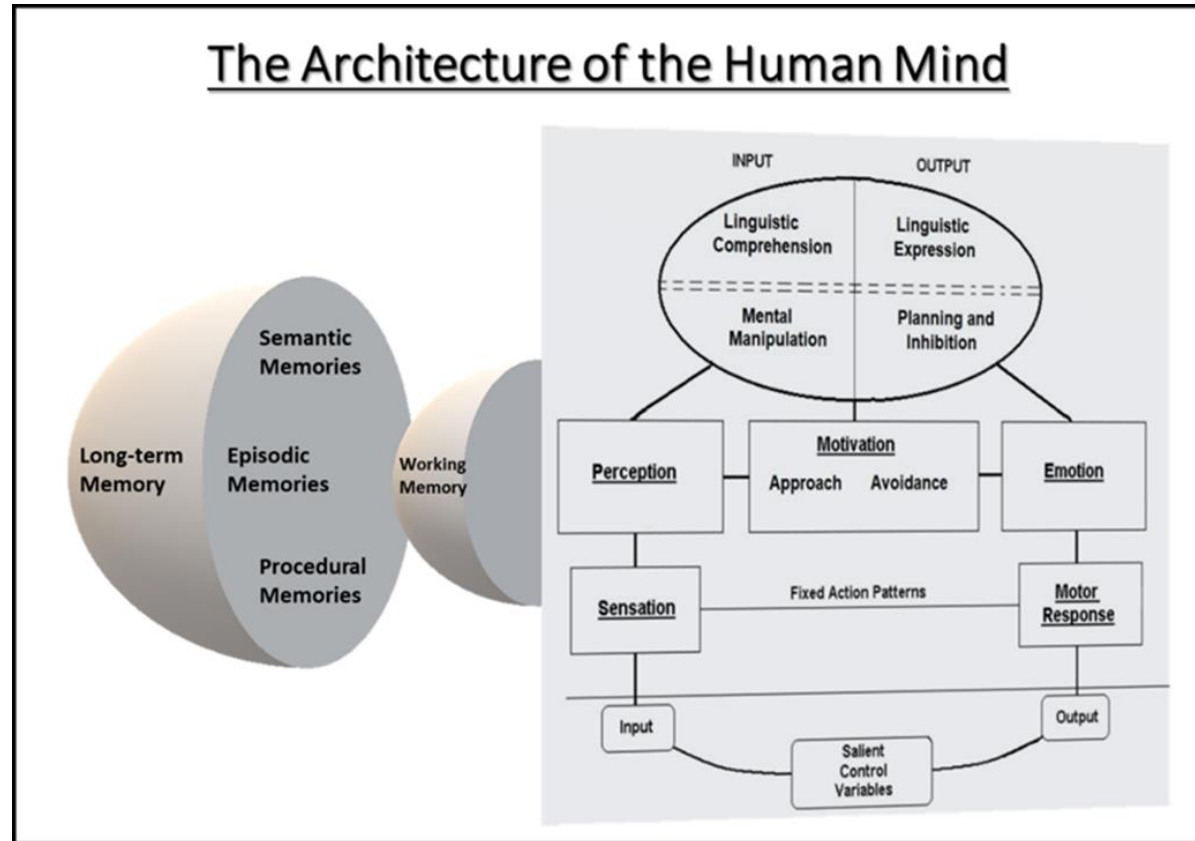 The Architecture of the Human Mind
Semantic
Memories
Long-term
Memory
Episodic
Memories
Procedural
Memories
Working
Memory
INPUT
OUTPUT
Linguistic
Comprehension
Linguistic
Expression
Mental
Manipulation
Planning and
Inhibition
Perception
Motivation
Approach Avoidance
Emotion
Sensation
Fixed Action Patterns
Motor
Response
Input
Salient
Control
Variables
Output